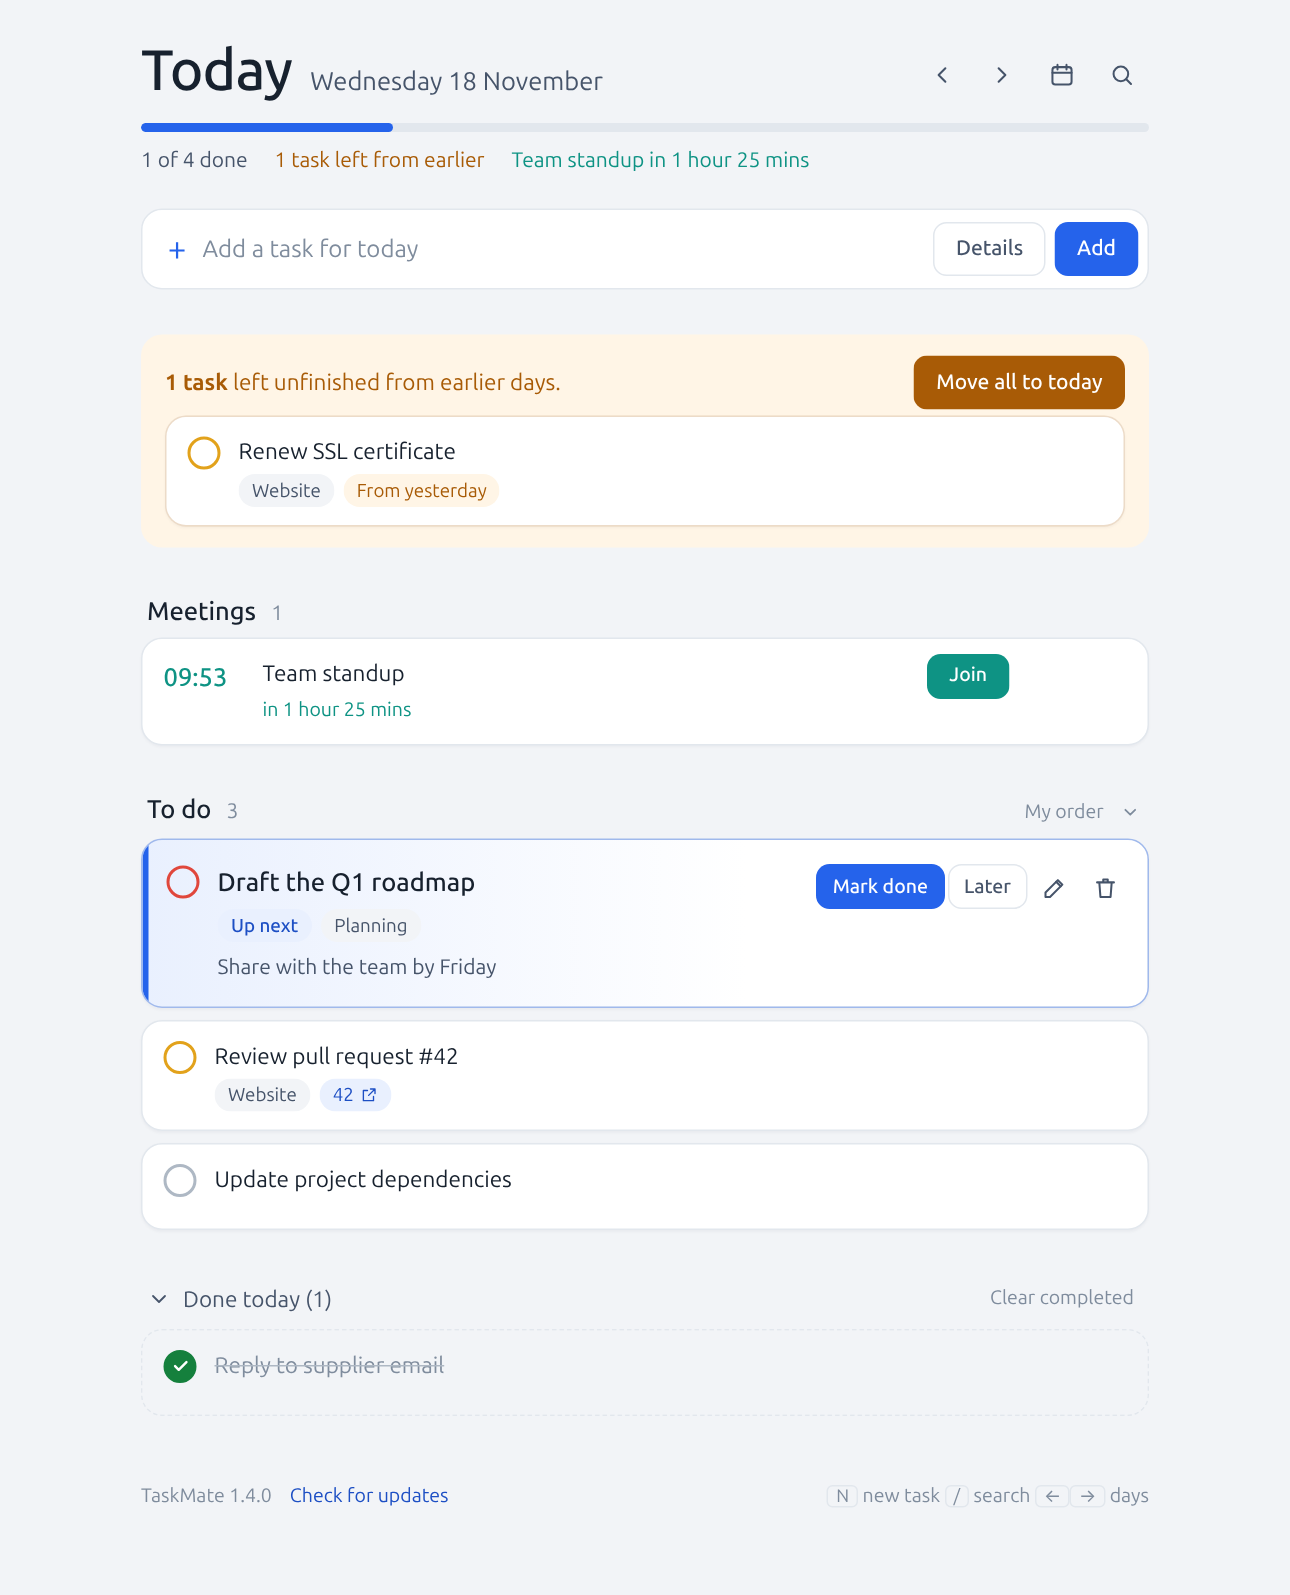 Today Wednesday 18 November
1 of 4 done 1 task left from earlier Team standup in 1 hour 25 mins
+ Add a task for today Details Add
1 task left unfinished from earlier days. Move all to today
Renew SSL certificate
Website From yesterday
Meetings 1
09:53 Team standup Join
in 1 hour 25 mins
To do 3 My order
Draft the Q1 roadmap Mark done Later
Up next Planning
Share with the team by Friday
Review pull request #42
Website 42
Update project dependencies
Done today (1) Clear completed
Reply to supplier email
TaskMate 1.4.0 Check for updates N new task / search ← → days